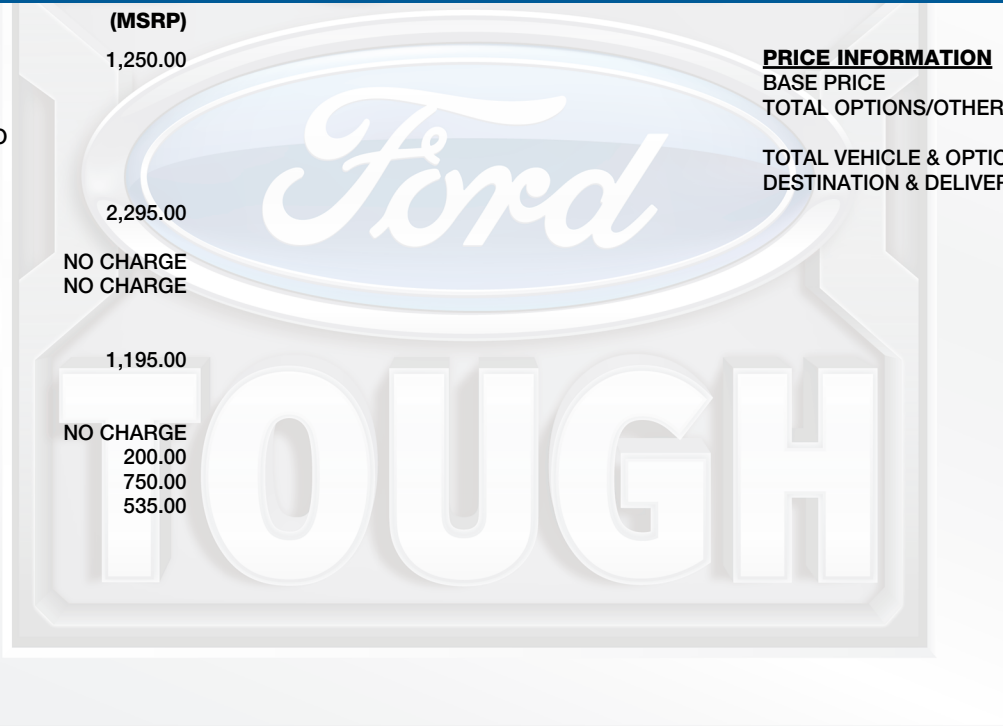 (MSRP)
1,250.00
2,295.00
NO CHARGE
NO CHARGE
1,195.00
NO CHARGE
200.00
750.00
535.00
PRICE INFORMATION
BASE PRICE
TOTAL OPTIONS/OTHER
TOTAL VEHICLE & OPTIO
DESTINATION & DELIVER
Ford
TOUGH